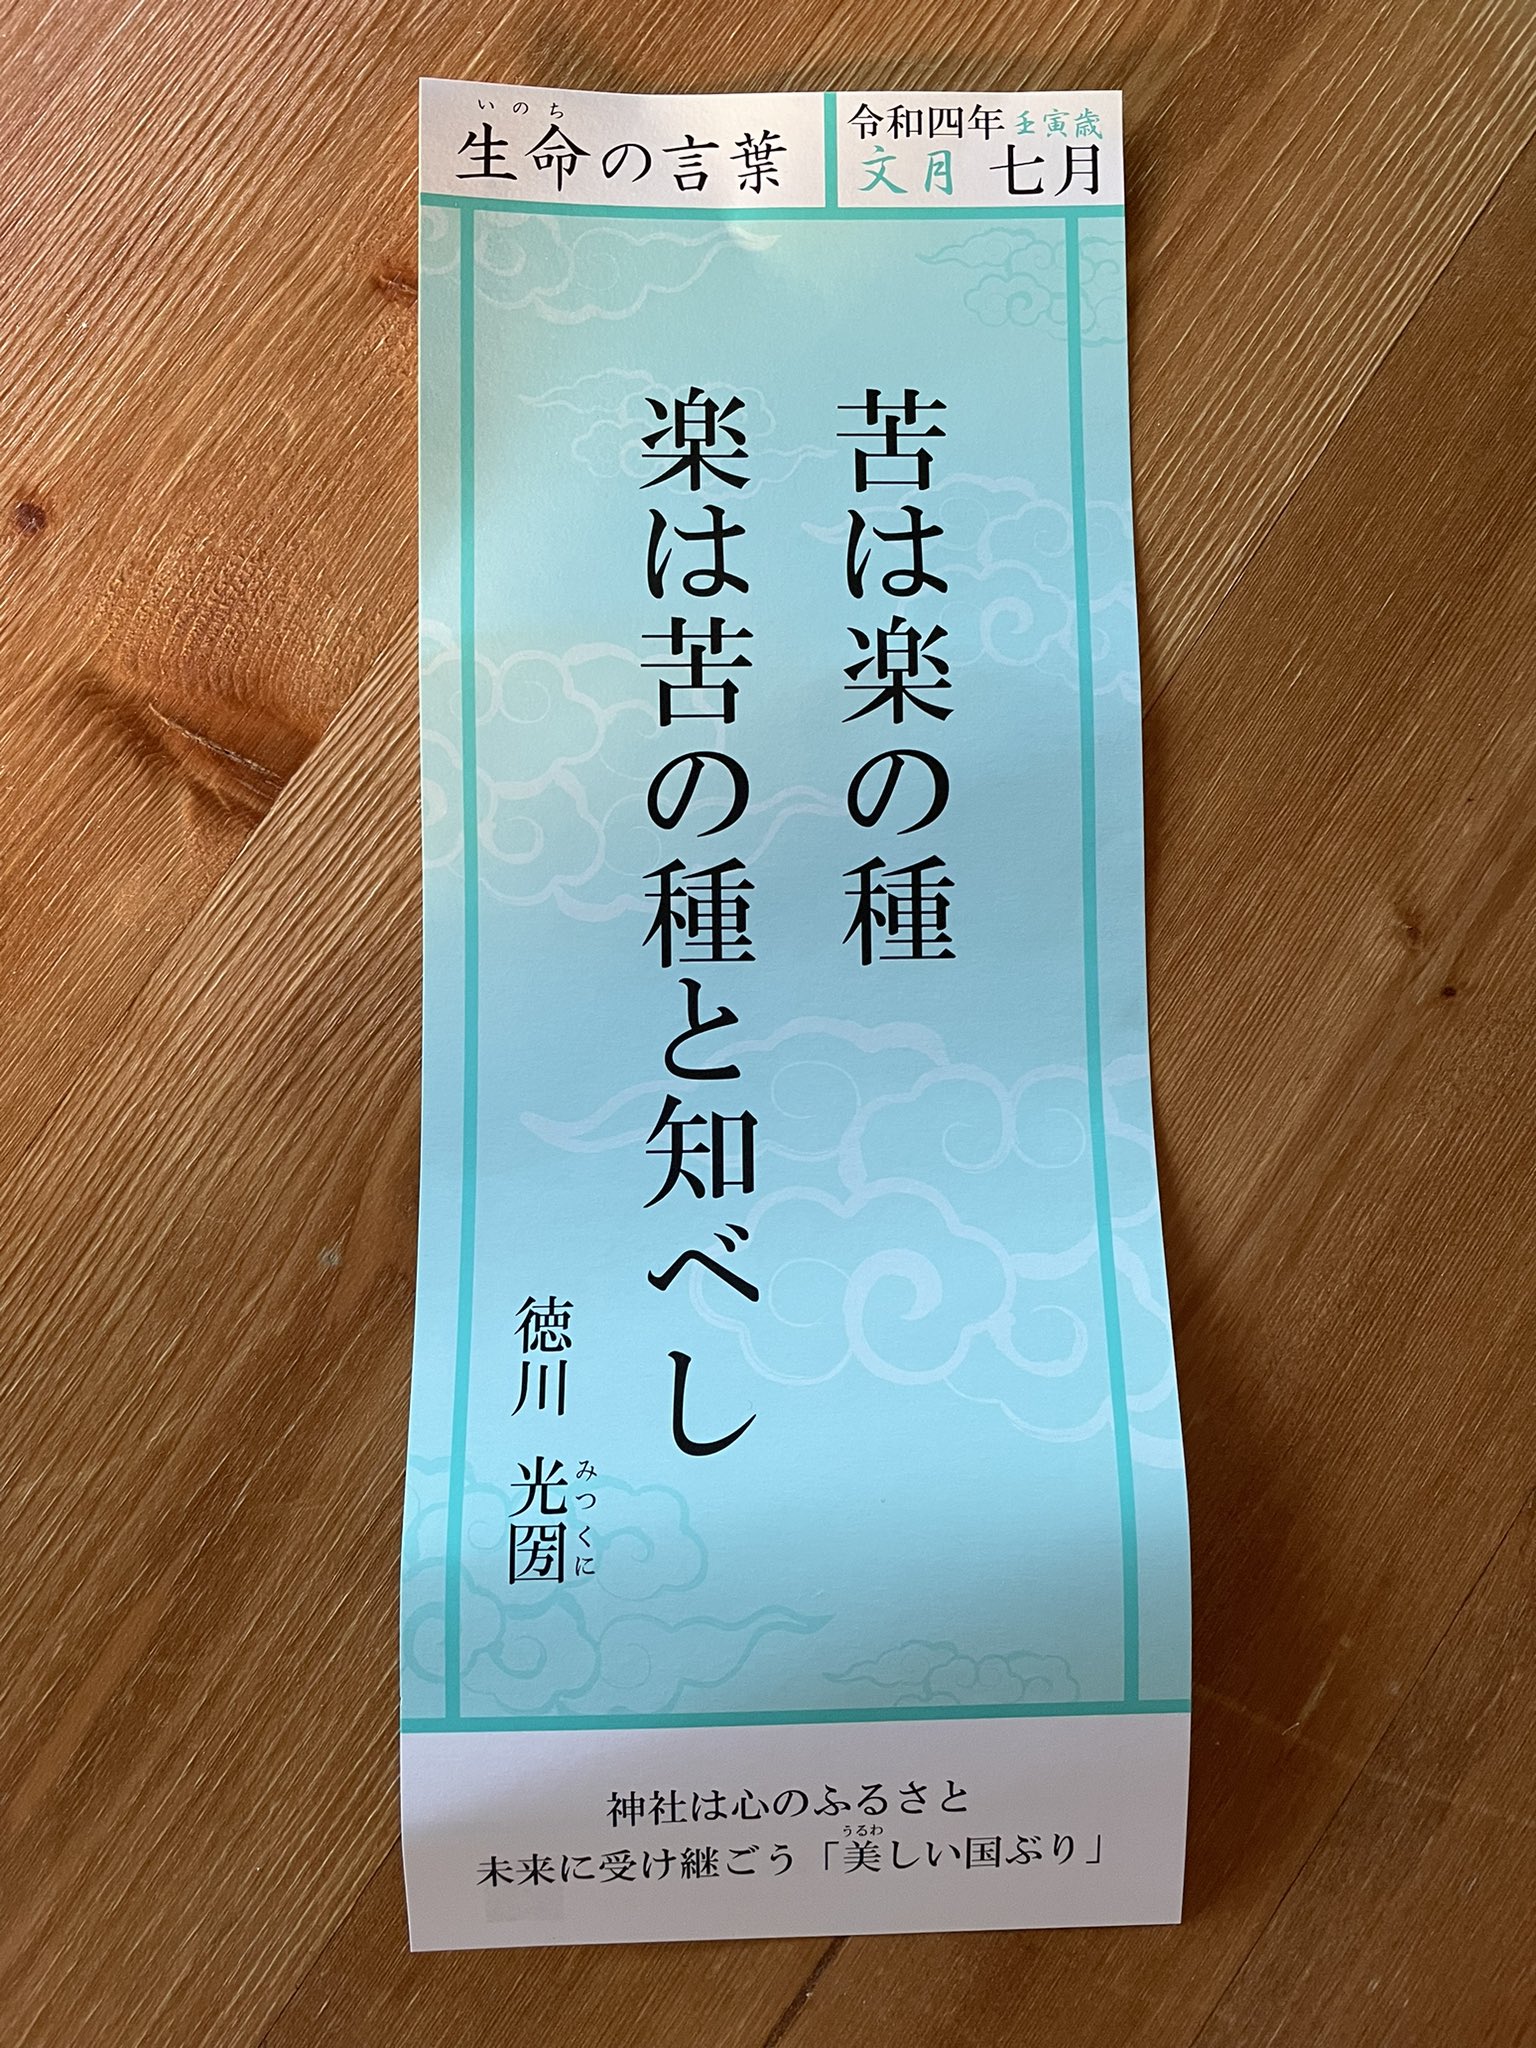 いのち
生命の言葉
令和四年 壬寅歳
文月 七月
苦は楽の種
楽は苦の種と知べし
徳川 光圀
みつくに
神社は心のふるさと
うるわ
未来に受け継ごう「美しい国ぶり」